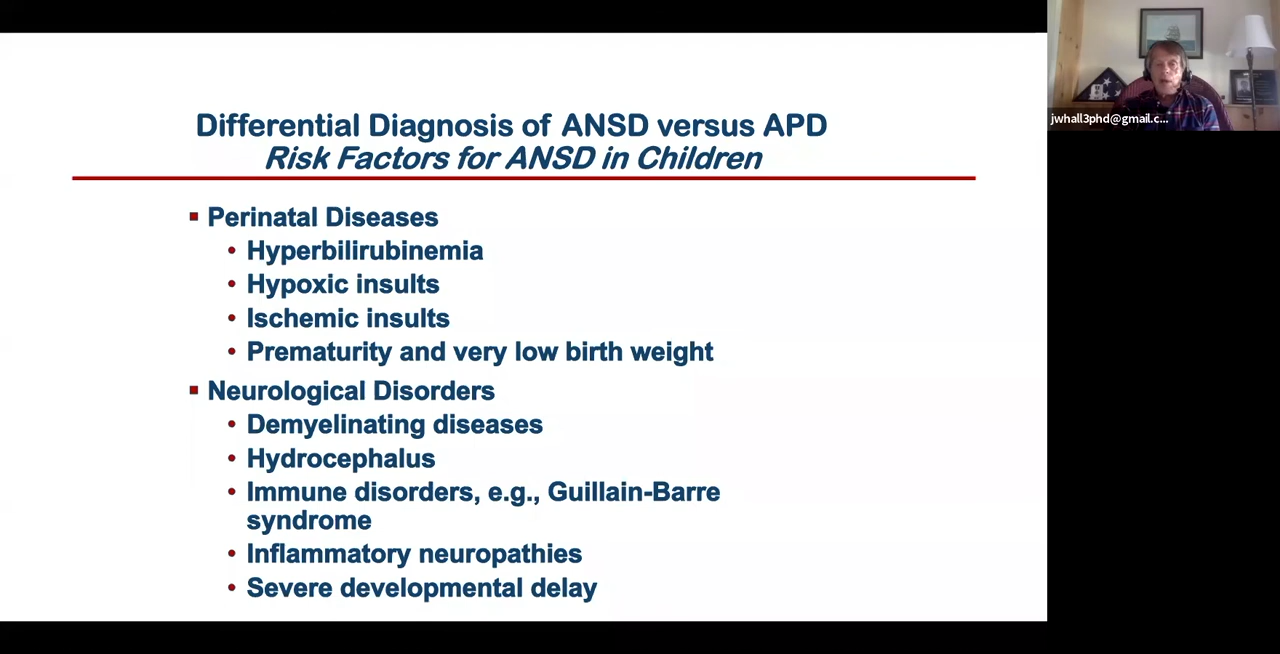 Differential Diagnosis of ANSD versus APD
Risk Factors for ANSD in Children
▪ Perinatal Diseases
• Hyperbilirubinemia
• Hypoxic insults
• Ischemic insults
• Prematurity and very low birth weight
▪ Neurological Disorders
• Demyelinating diseases
• Hydrocephalus
• Immune disorders, e.g., Guillain-Barre
syndrome
• Inflammatory neuropathies
• Severe developmental delay
jwhall3phd@gmail.c...